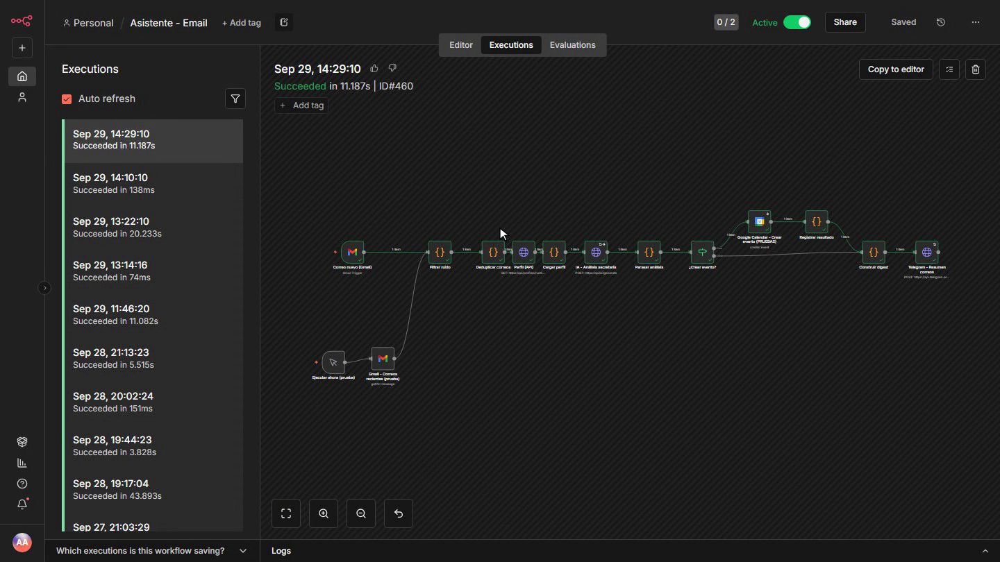 Personal / Asistente - Email + Add tag
0 / 2
Active
Share
Saved
Editor
Executions
Evaluations
Executions
Auto refresh
Sep 29, 14:29:10
Succeeded in 11.187s
Sep 29, 14:10:10
Succeeded in 138ms
Sep 29, 13:22:10
Succeeded in 20.233s
Sep 29, 13:14:16
Succeeded in 74ms
Sep 29, 11:46:20
Succeeded in 11.082s
Sep 28, 21:13:23
Succeeded in 5.515s
Sep 28, 20:02:24
Succeeded in 151ms
Sep 28, 19:44:23
Succeeded in 3.828s
Sep 28, 19:17:04
Succeeded in 43.893s
Sep 27, 21:03:29
Which executions is this workflow saving?
AA
Sep 29, 14:29:10
Succeeded in 11.187s | ID#460
+ Add tag
Copy to editor
Correo nuevo (Gmail)
Gmail Trigger
1 item
Filtrar ruido
1 item
Deduplicar correos
1 item
Perfil (API)
1 item
Cargar perfil
1 item
IA - Análisis secretaria
1 item
Parsear análisis
1 item
¿Crear evento?
1 item
Google Calendar - Crear
evento (PRUEBAS)
create: event
1 item
Registrar resultado
1 item
Construir digest
1 item
Telegram - Resumen
correos
Ejecutar ahora (prueba)
Gmail - Correos
recientes (prueba)
getAll: message
Logs